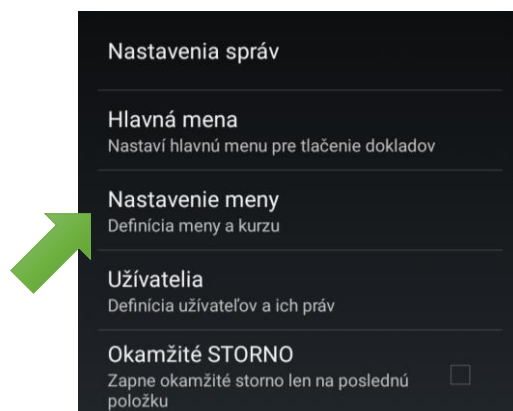 Nastavenia správ
Hlavná mena
Nastaví hlavnú menu pre tlačenie dokladov
Nastavenie meny
Definícia meny a kurzu
Užívatelia
Definícia užívateľov a ich práv
Okamžité STORNO
Zapne okamžité storno len na poslednú
položku